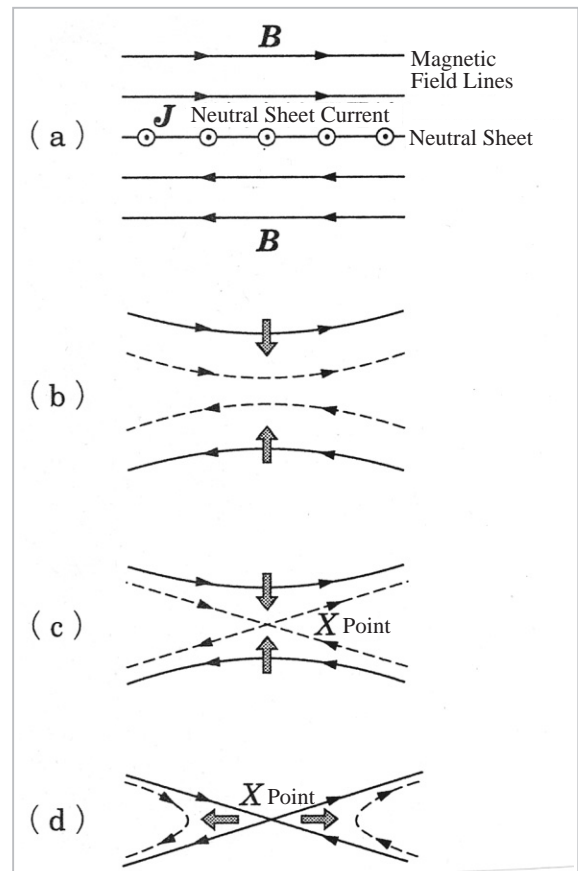 B
Magnetic
Field Lines
J Neutral Sheet Current
(a)
Neutral Sheet
B
(b)
(c)
X Point
X Point
(d)